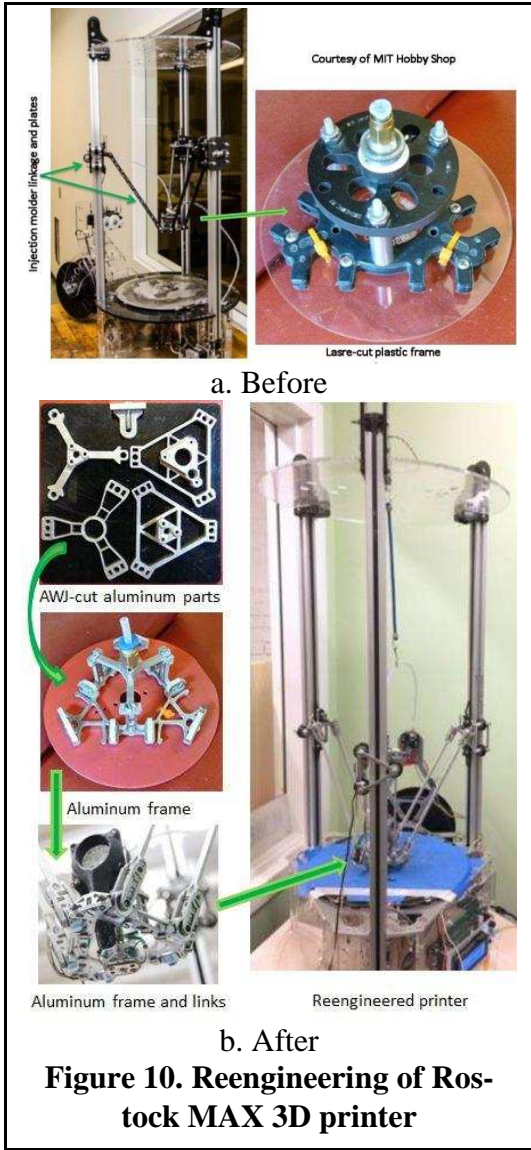 Courtesy of MIT Hobby Shop
Injection molder linkage and plates
Lasre-cut plastic frame
a. Before
AWJ-cut aluminum parts
Aluminum frame
Aluminum frame and links
Reengineered printer
b. After
Figure 10. Reengineering of Ros-
tock MAX 3D printer